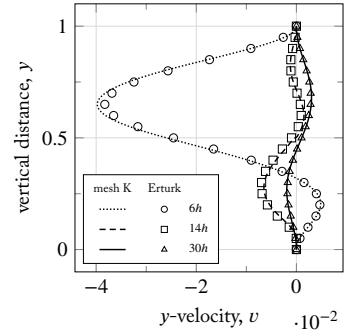 1
0.5
0
vertical distance, y
mesh K Erturk
6h
14h
30h
−4 −2 0
·10⁻²
y-velocity, v